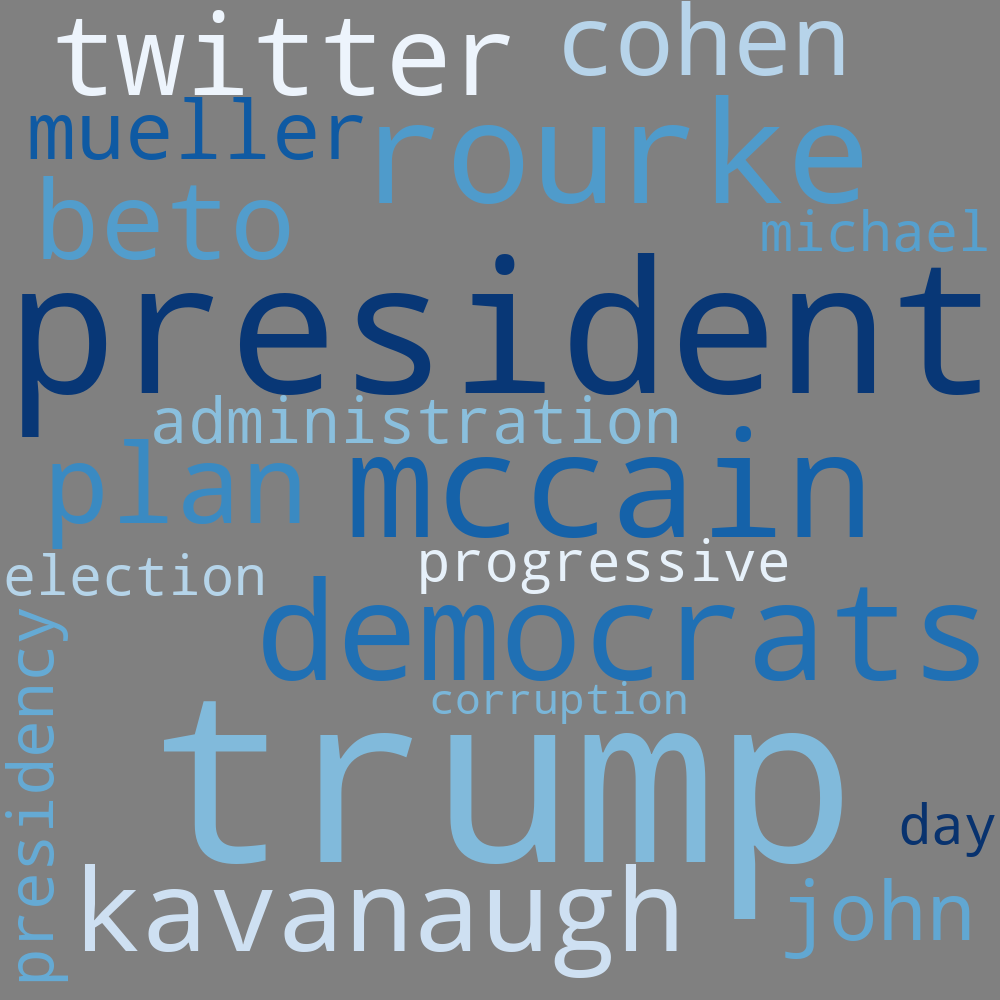 twitter cohen
mueller rourke
beto michael
president
administration
plan mccain
election progressive
democrats
presidency
corruption
trump
day
kavanaugh john